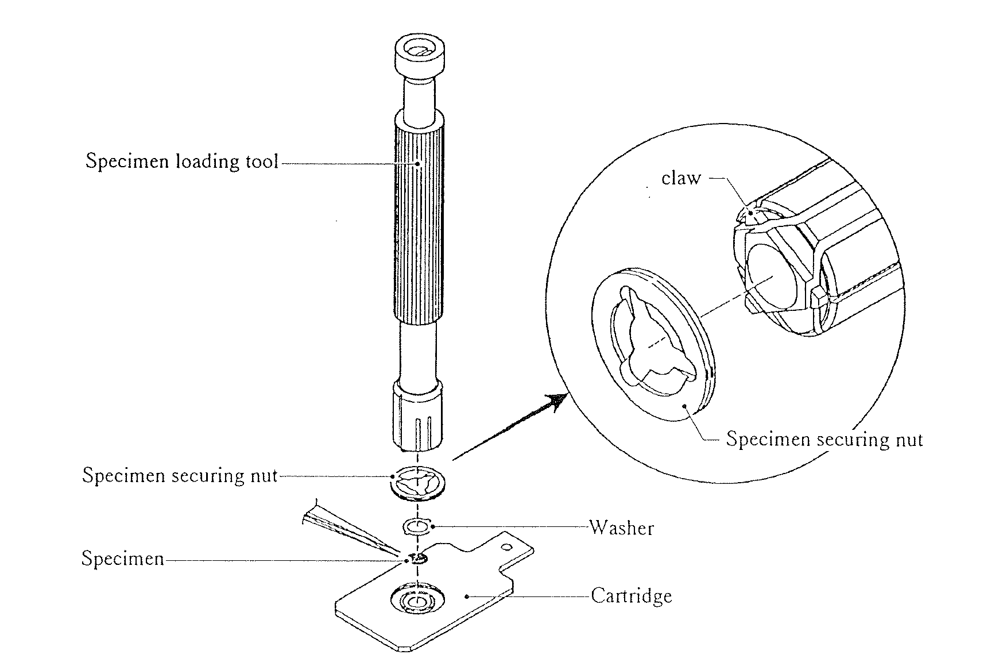 Specimen loading tool
claw
Specimen securing nut
Specimen securing nut
Washer
Specimen
Cartridge